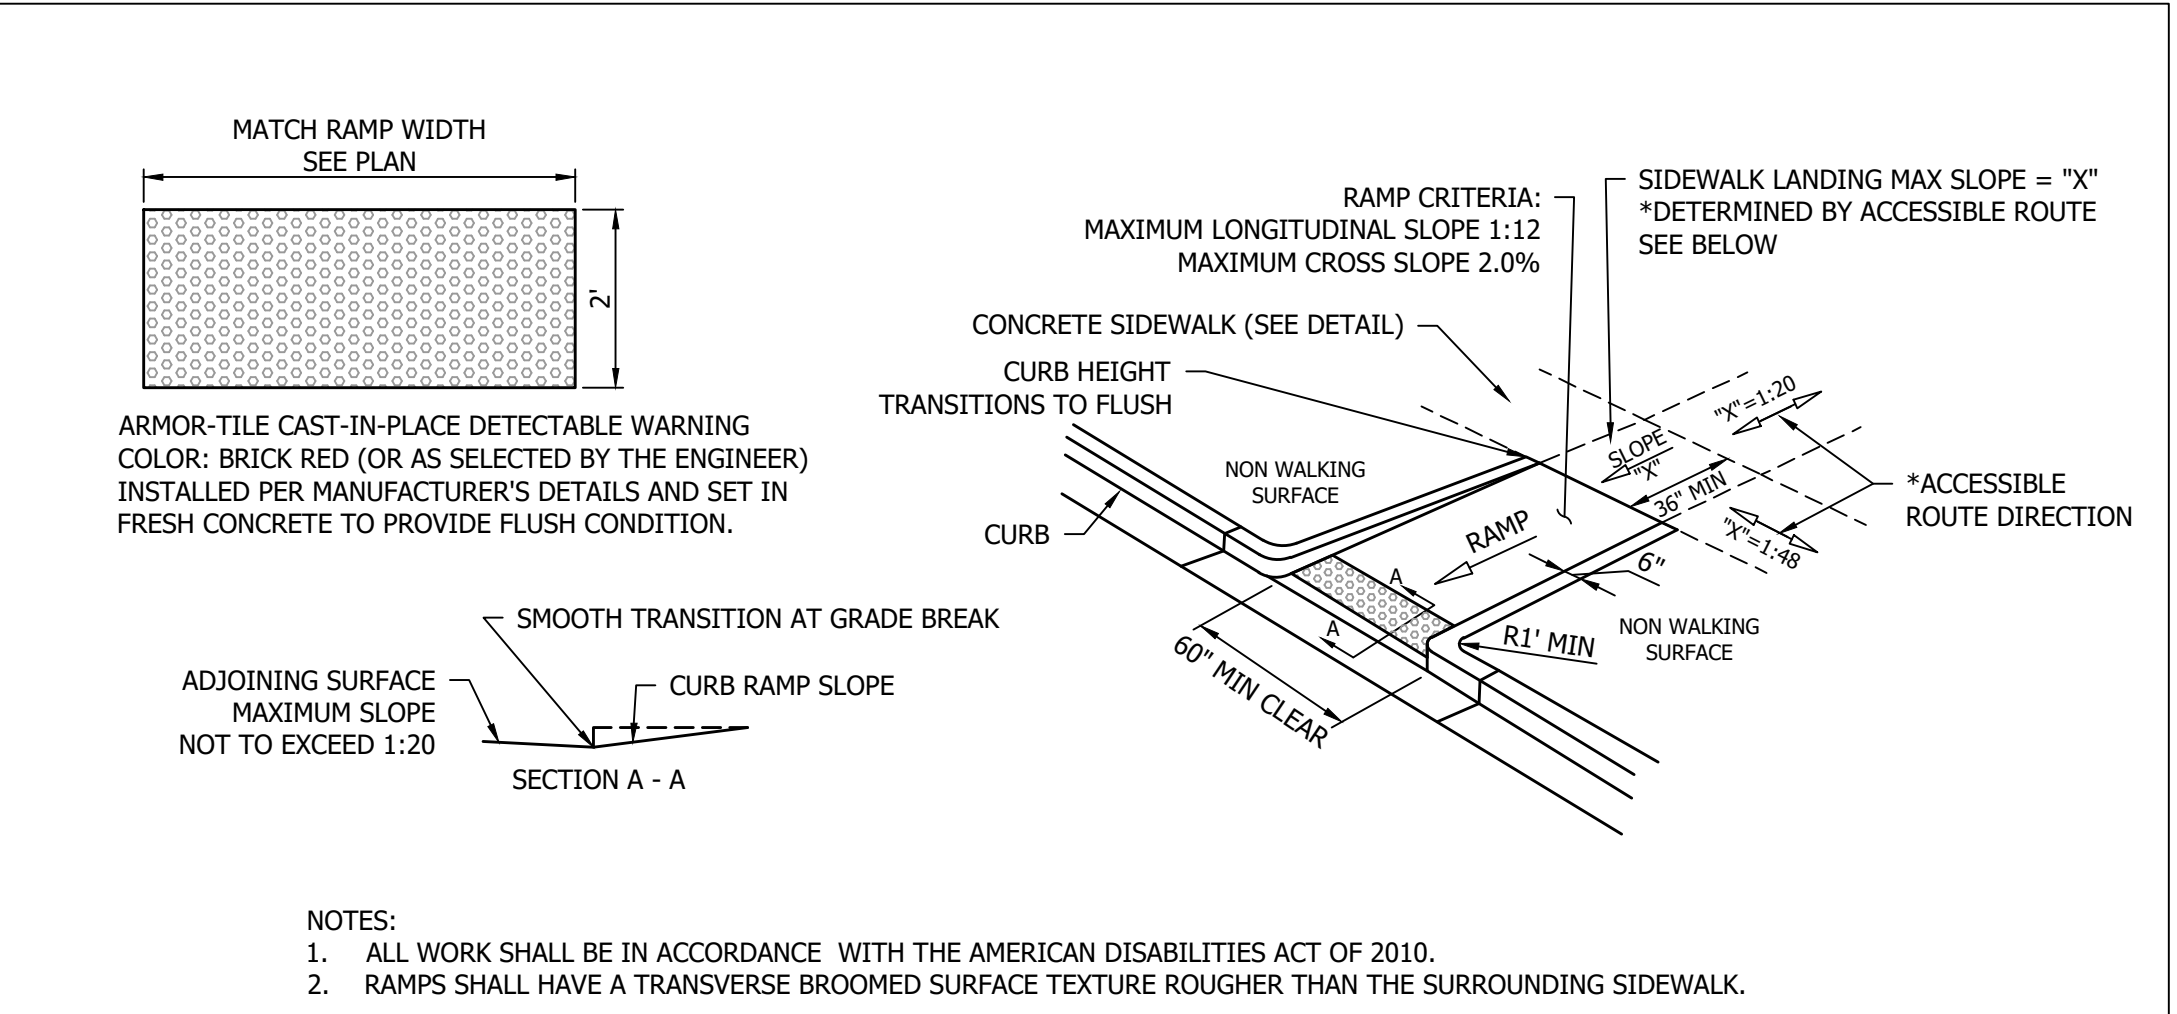 MATCH RAMP WIDTH
SEE PLAN
2'
ARMOR-TILE CAST-IN-PLACE DETECTABLE WARNING
COLOR: BRICK RED (OR AS SELECTED BY THE ENGINEER)
INSTALLED PER MANUFACTURER'S DETAILS AND SET IN
FRESH CONCRETE TO PROVIDE FLUSH CONDITION.
SMOOTH TRANSITION AT GRADE BREAK
ADJOINING SURFACE
MAXIMUM SLOPE
NOT TO EXCEED 1:20
CURB RAMP SLOPE
SECTION A - A
RAMP CRITERIA:
MAXIMUM LONGITUDINAL SLOPE 1:12
MAXIMUM CROSS SLOPE 2.0%
SIDEWALK LANDING MAX SLOPE = "X"
*DETERMINED BY ACCESSIBLE ROUTE
SEE BELOW
CONCRETE SIDEWALK (SEE DETAIL)
CURB HEIGHT
TRANSITIONS TO FLUSH
NON WALKING
SURFACE
CURB
"X"=1:20
SLOPE
"X"
36" MIN
"X"=1:48
*ACCESSIBLE
ROUTE DIRECTION
RAMP
6"
A
A
60" MIN CLEAR
R1' MIN
NON WALKING
SURFACE
NOTES:
1. ALL WORK SHALL BE IN ACCORDANCE WITH THE AMERICAN DISABILITIES ACT OF 2010.
2. RAMPS SHALL HAVE A TRANSVERSE BROOMED SURFACE TEXTURE ROUGHER THAN THE SURROUNDING SIDEWALK.